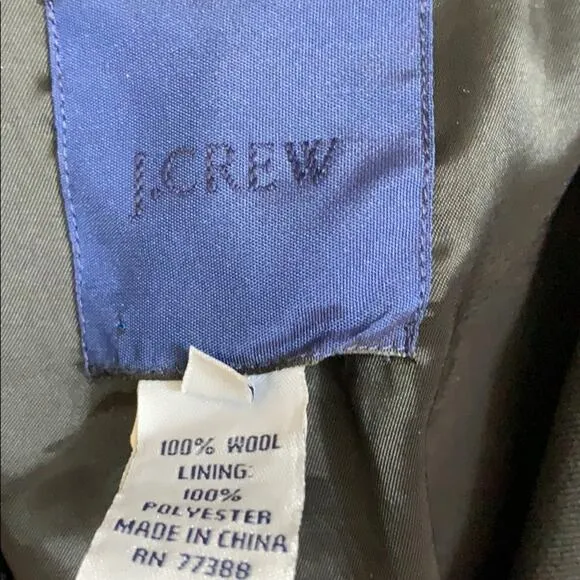 J.CREW
100% WOOL
LINING:
100%
POLYESTER
MADE IN CHINA
RN 77388